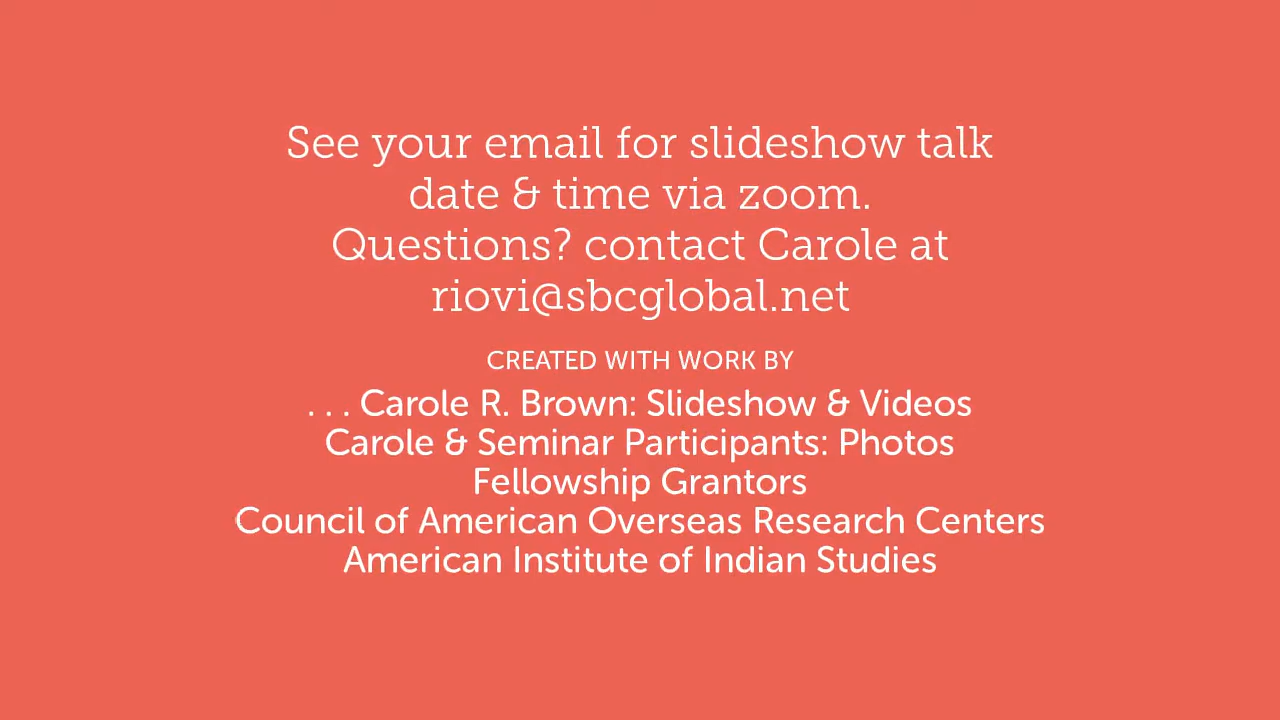 See your email for slideshow talk
date & time via zoom.
Questions? contact Carole at
riovi@sbcglobal.net
CREATED WITH WORK BY
. . . Carole R. Brown: Slideshow & Videos
Carole & Seminar Participants: Photos
Fellowship Grantors
Council of American Overseas Research Centers
American Institute of Indian Studies